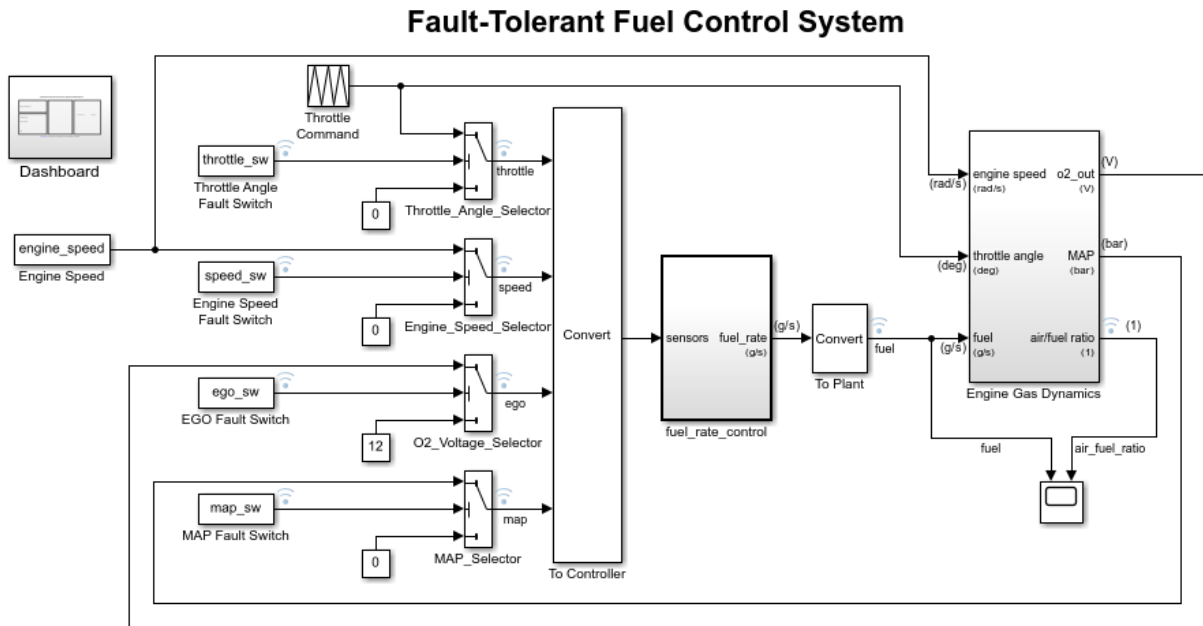 Fault-Tolerant Fuel Control System
Dashboard
Throttle
Command
throttle_sw
Throttle Angle
Fault Switch
0
throttle
Throttle_Angle_Selector
engine_speed
Engine Speed
speed_sw
Engine Speed
Fault Switch
0
speed
Engine_Speed_Selector
ego_sw
EGO Fault Switch
12
ego
O2_Voltage_Selector
map_sw
MAP Fault Switch
0
map
MAP_Selector
Convert
To Controller
sensors
fuel_rate
(g/s)
fuel_rate_control
(g/s)
Convert
To Plant
fuel
(rad/s)
(deg)
(g/s)
engine speed
(rad/s)
throttle angle
(deg)
fuel
(g/s)
o2_out
(V)
MAP
(bar)
air/fuel ratio
(1)
Engine Gas Dynamics
(V)
(bar)
(1)
fuel
air_fuel_ratio